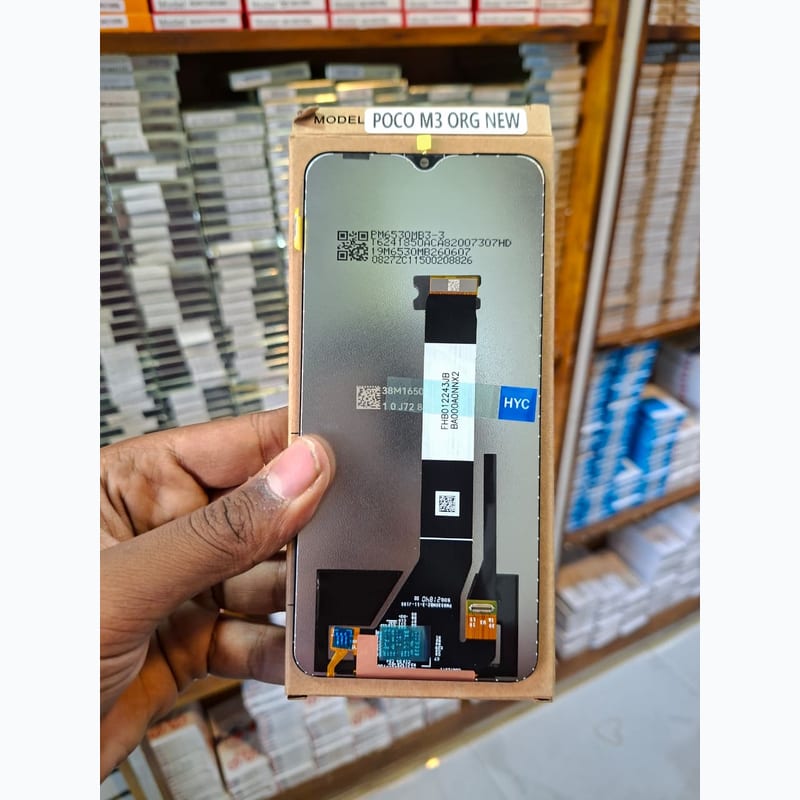 MODEL
POCO M3 ORG NEW
PM6530MB3-3
T6241850ACA82007307HD
19M6530MB260607
0827ZC11500208826
38M1650
1.0 J72 8
FHB012243JB
BA000A0NNX2
HYC